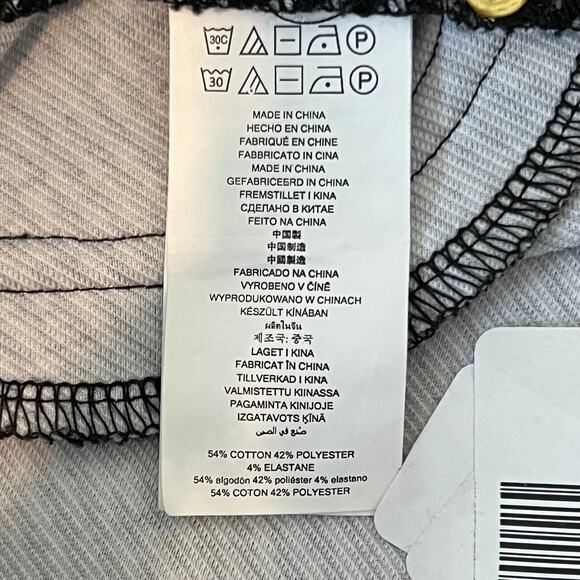 30C P
30 P
MADE IN CHINA
HECHO EN CHINA
FABRIQUÉ EN CHINE
FABBRICATO IN CINA
MADE IN CHINA
GEFABRICEERD IN CHINA
FREMSTILLET I KINA
СДЕЛАНО В КИТАЕ
FEITO NA CHINA
中国製
中国制造
中國製造
FABRICADO NA CHINA
VYROBENO V ČÍNĚ
WYPRODUKOWANO W CHINACH
KÉSZÜLT KÍNÁBAN
ผลิตในจีน
제조국: 중국
LAGET I KINA
FABRICAT ÎN CHINA
TILLVERKAD I KINA
VALMISTETTU KIINASSA
PAGAMINTA KINIJOJE
IZGATAVOTS ĶĪNĀ
صنع في الصين
54% COTTON 42% POLYESTER
4% ELASTANE
54% algodón 42% poliéster 4% elastano
54% COTON 42% POLYESTER